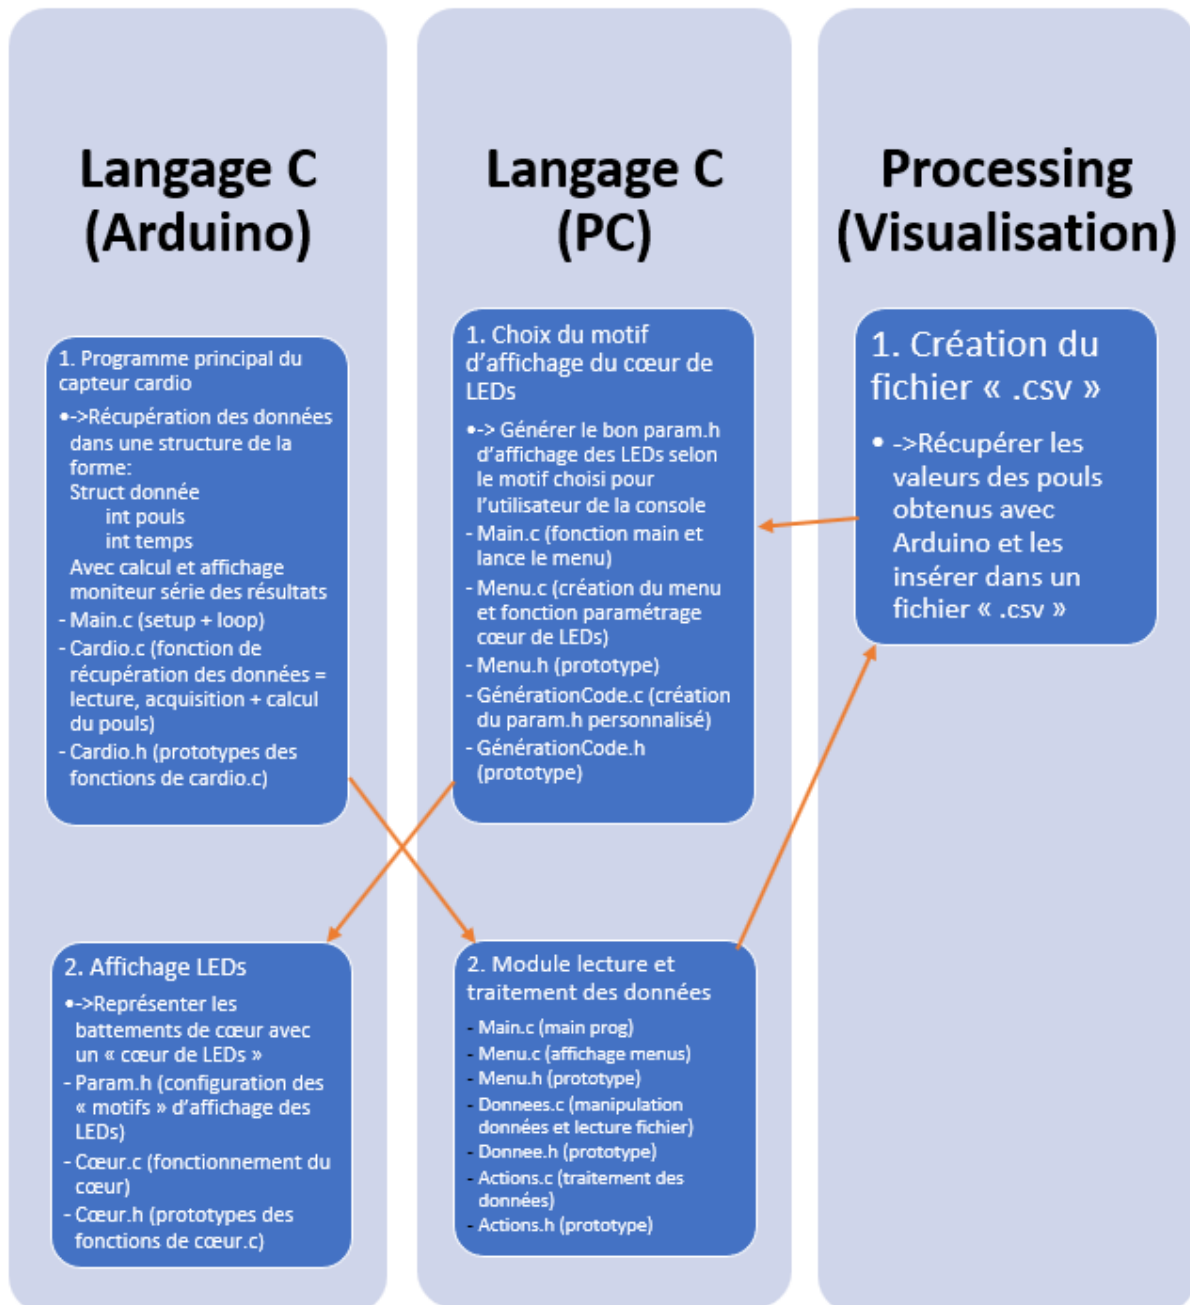 Langage C
(Arduino)
1. Programme principal du
capteur cardio
•->Récupération des données
dans une structure de la
forme:
Struct donnée
int pouls
int temps
Avec calcul et affichage
moniteur série des résultats
- Main.c (setup + loop)
- Cardio.c (fonction de
récupération des données =
lecture, acquisition + calcul
du pouls)
- Cardio.h (prototypes des
fonctions de cardio.c)
2. Affichage LEDs
•->Représenter les
battements de cœur avec
un « cœur de LEDs »
- Param.h (configuration des
« motifs » d'affichage des
LEDs)
- Cœur.c (fonctionnement du
cœur)
- Cœur.h (prototypes des
fonctions de cœur.c)
Langage C
(PC)
1. Choix du motif
d'affichage du cœur de
LEDs
•-> Générer le bon param.h
d'affichage des LEDs selon
le motif choisi pour
l'utilisateur de la console
- Main.c (fonction main et
lance le menu)
- Menu.c (création du menu
et fonction paramétrage
cœur de LEDs)
- Menu.h (prototype)
- GénérationCode.c (création
du param.h personnalisé)
- GénérationCode.h
(prototype)
2. Module lecture et
traitement des données
- Main.c (main prog)
- Menu.c (affichage menus)
- Menu.h (prototype)
- Donnees.c (manipulation
données et lecture fichier)
- Donnee.h (prototype)
- Actions.c (traitement des
données)
- Actions.h (prototype)
Processing
(Visualisation)
1. Création du
fichier « .csv »
• ->Récupérer les
valeurs des pouls
obtenus avec
Arduino et les
insérer dans un
fichier « .csv »